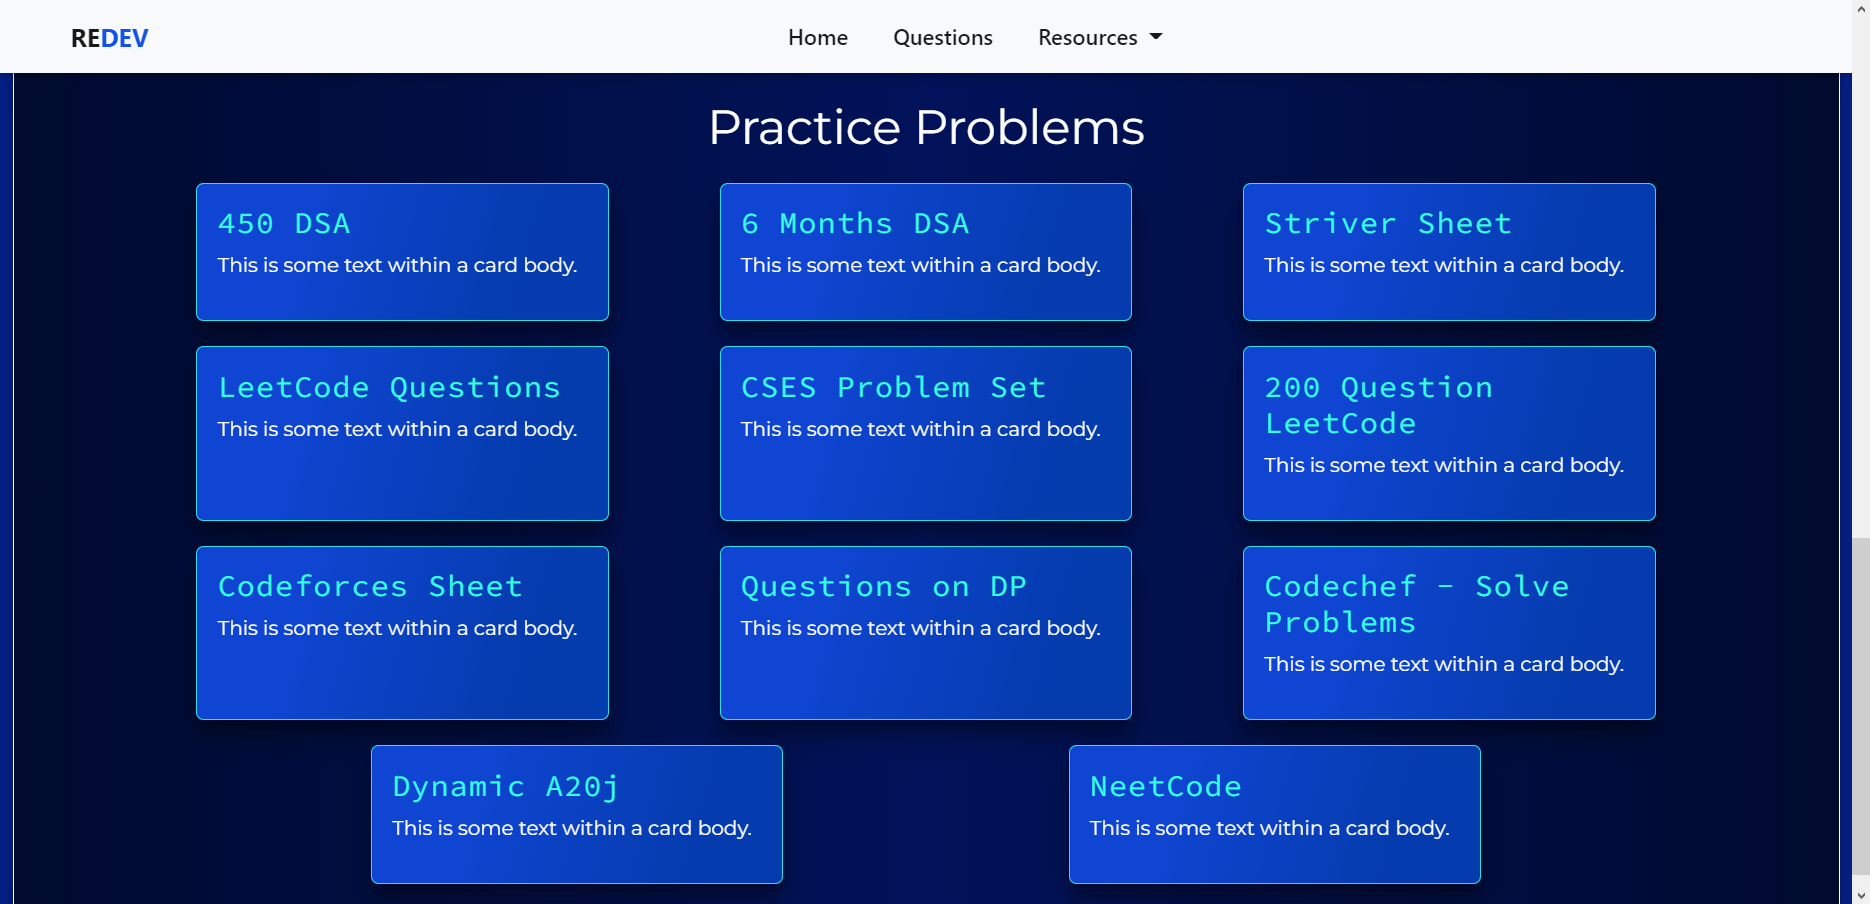 REDEV Home Questions Resources
Practice Problems
450 DSA
This is some text within a card body.
6 Months DSA
This is some text within a card body.
Striver Sheet
This is some text within a card body.
LeetCode Questions
This is some text within a card body.
CSES Problem Set
This is some text within a card body.
200 Question
LeetCode
This is some text within a card body.
Codeforces Sheet
This is some text within a card body.
Questions on DP
This is some text within a card body.
Codechef - Solve
Problems
This is some text within a card body.
Dynamic A20j
This is some text within a card body.
NeetCode
This is some text within a card body.